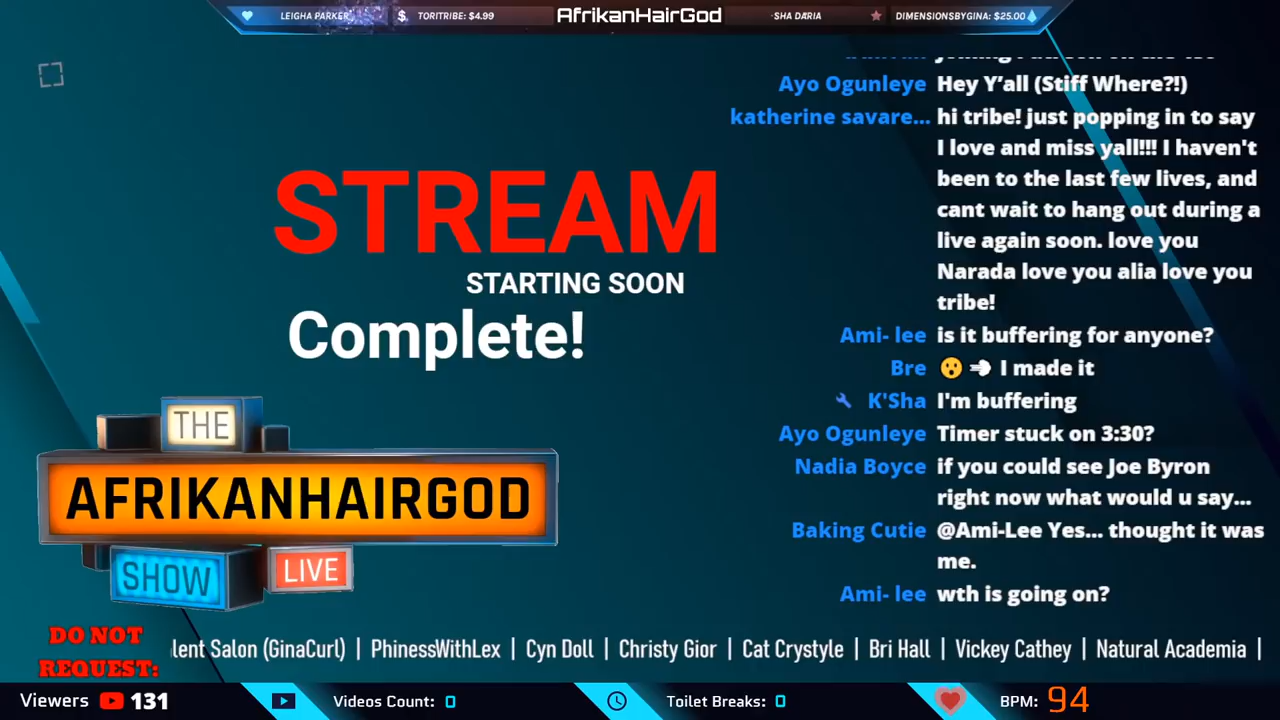 LEIGHA PARKER
TORITRIBE: $4.99
AfrikanHairGod
SHA DARIA
DIMENSIONSBYGINA: $25.00
Ayo Ogunleye Hey Y'all (Stiff Where?!)
katherine savare... hi tribe! just popping in to say
I love and miss yall!!! I haven't
been to the last few lives, and
cant wait to hang out during a
live again soon. love you
Narada love you alia love you
tribe!
Ami- lee is it buffering for anyone?
Bre 😮💨 I made it
K'Sha I'm buffering
Ayo Ogunleye Timer stuck on 3:30?
Nadia Boyce if you could see Joe Byron
right now what would u say...
Baking Cutie @Ami-Lee Yes... thought it was
me.
Ami- lee wth is going on?
STREAM
STARTING SOON
Complete!
THE
AFRIKANHAIRGOD
SHOW LIVE
DO NOT
REQUEST:
lent Salon (GinaCurl) | PhinessWithLex | Cyn Doll | Christy Gior | Cat Crystyle | Bri Hall | Vickey Cathey | Natural Academia |
Viewers 131 Videos Count: 0 Toilet Breaks: 0 BPM: 94